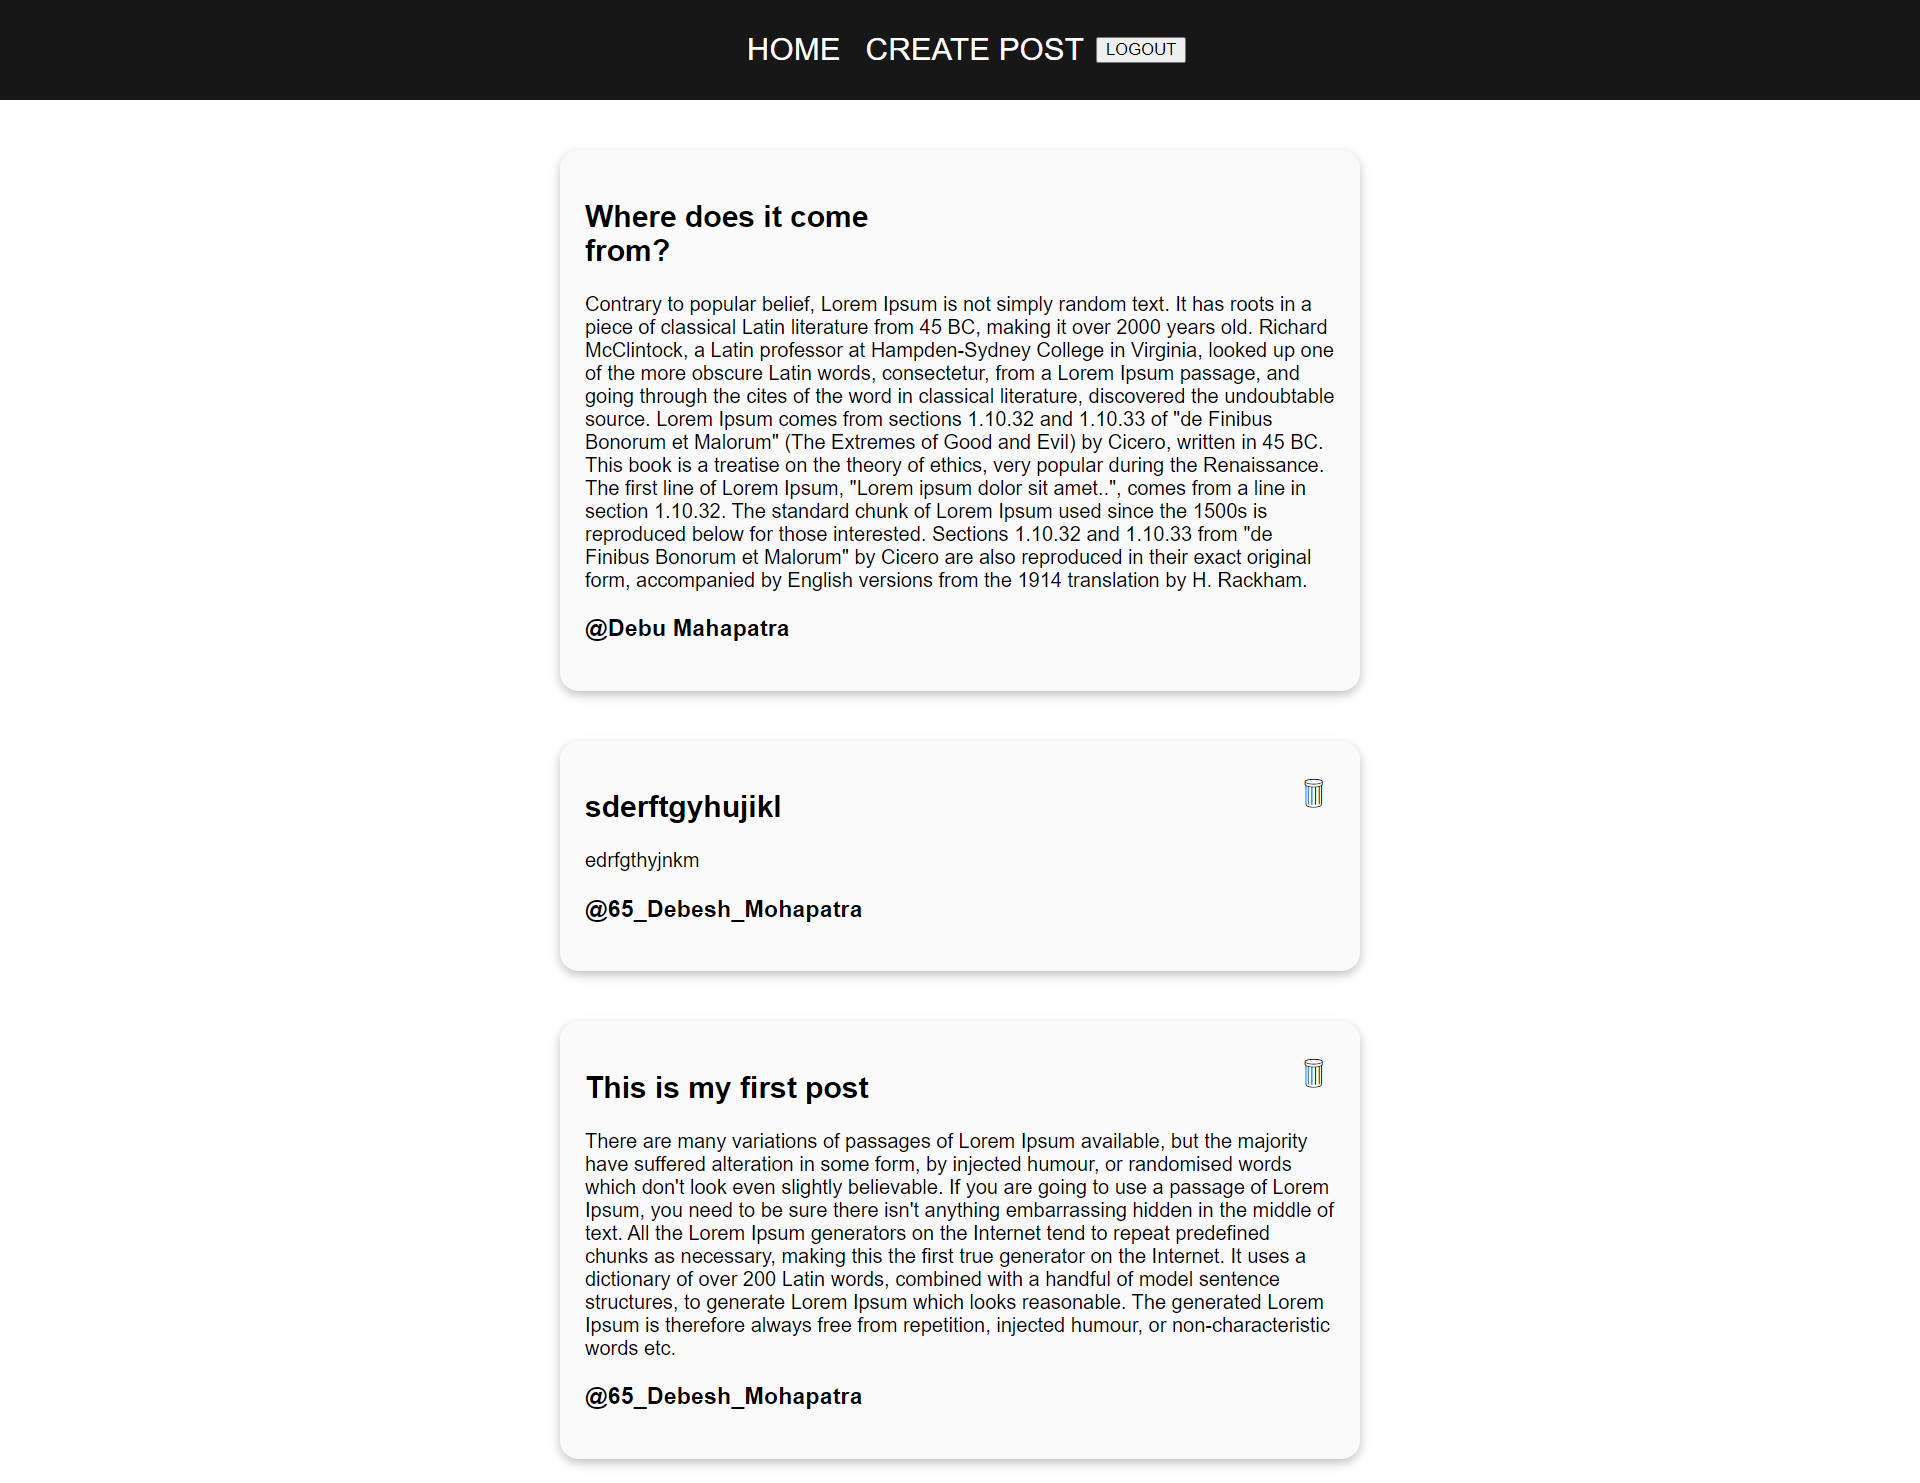 HOME CREATE POST LOGOUT
Where does it come
from?
Contrary to popular belief, Lorem Ipsum is not simply random text. It has roots in a
piece of classical Latin literature from 45 BC, making it over 2000 years old. Richard
McClintock, a Latin professor at Hampden-Sydney College in Virginia, looked up one
of the more obscure Latin words, consectetur, from a Lorem Ipsum passage, and
going through the cites of the word in classical literature, discovered the undoubtable
source. Lorem Ipsum comes from sections 1.10.32 and 1.10.33 of "de Finibus
Bonorum et Malorum" (The Extremes of Good and Evil) by Cicero, written in 45 BC.
This book is a treatise on the theory of ethics, very popular during the Renaissance.
The first line of Lorem Ipsum, "Lorem ipsum dolor sit amet..", comes from a line in
section 1.10.32. The standard chunk of Lorem Ipsum used since the 1500s is
reproduced below for those interested. Sections 1.10.32 and 1.10.33 from "de
Finibus Bonorum et Malorum" by Cicero are also reproduced in their exact original
form, accompanied by English versions from the 1914 translation by H. Rackham.
@Debu Mahapatra
sderftgyhujikl
edrfgthyjnkm
@65_Debesh_Mohapatra
This is my first post
There are many variations of passages of Lorem Ipsum available, but the majority
have suffered alteration in some form, by injected humour, or randomised words
which don't look even slightly believable. If you are going to use a passage of Lorem
Ipsum, you need to be sure there isn't anything embarrassing hidden in the middle of
text. All the Lorem Ipsum generators on the Internet tend to repeat predefined
chunks as necessary, making this the first true generator on the Internet. It uses a
dictionary of over 200 Latin words, combined with a handful of model sentence
structures, to generate Lorem Ipsum which looks reasonable. The generated Lorem
Ipsum is therefore always free from repetition, injected humour, or non-characteristic
words etc.
@65_Debesh_Mohapatra